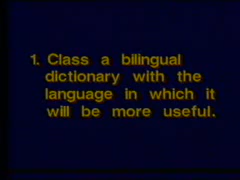 1. Class a bilingual
dictionary with the
language in which it
will be more useful.